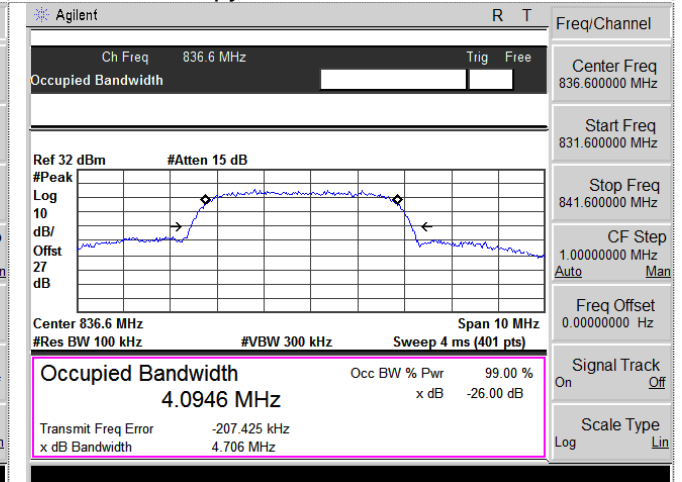 Agilent R T
Freq/Channel
Ch Freq 836.6 MHz Trig Free
Occupied Bandwidth
Center Freq
836.600000 MHz
Start Freq
831.600000 MHz
Stop Freq
841.600000 MHz
CF Step
1.00000000 MHz
Auto Man
Freq Offset
0.00000000 Hz
Signal Track
On Off
Scale Type
Log Lin
Ref 32 dBm #Atten 15 dB
#Peak
Log
10
dB/
Offst
27
dB
Center 836.6 MHz Span 10 MHz
#Res BW 100 kHz #VBW 300 kHz Sweep 4 ms (401 pts)
Occupied Bandwidth Occ BW % Pwr 99.00 %
4.0946 MHz x dB -26.00 dB
Transmit Freq Error -207.425 kHz
x dB Bandwidth 4.706 MHz